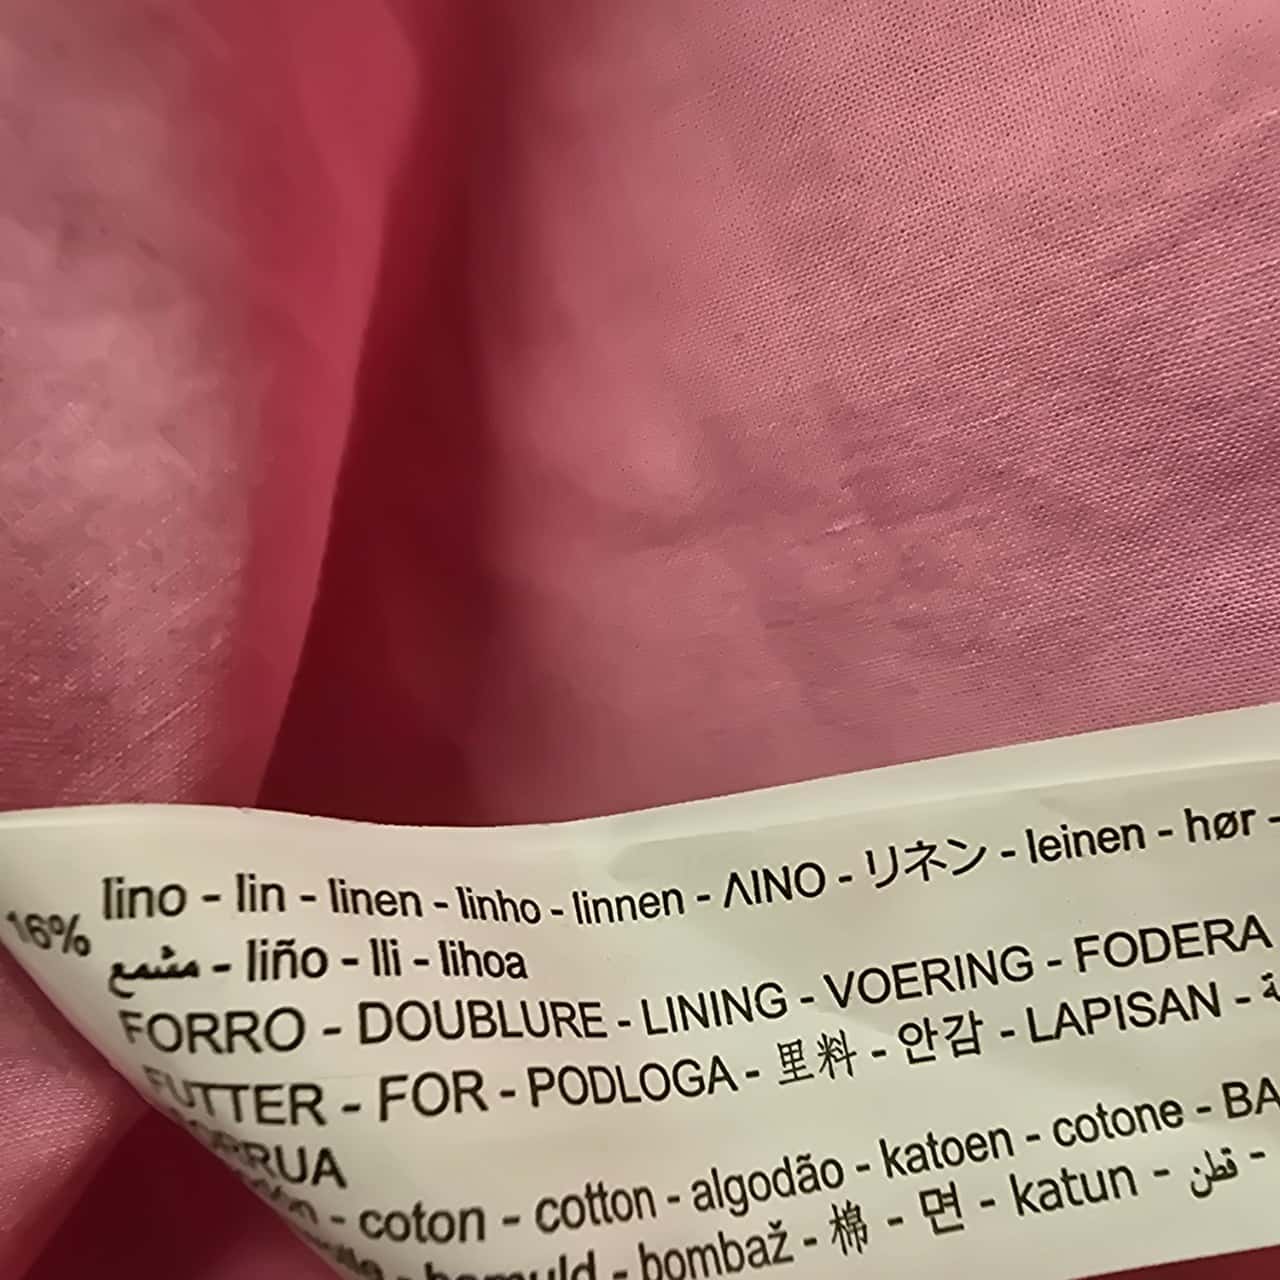 16% lino - lin - linen - linho - linnen - ΛΙΝΟ - リネン - leinen - hør -
مشمع - liño - lli - lihoa
FORRO - DOUBLURE - LINING - VOERING - FODERA
FUTTER - FOR - PODLOGA - 里料 - 안감 - LAPISAN -
FORRUA
- coton - cotton - algodão - katoen - cotone - BA
- bomuld - bombaž - 棉 - 면 - katun - قطن -